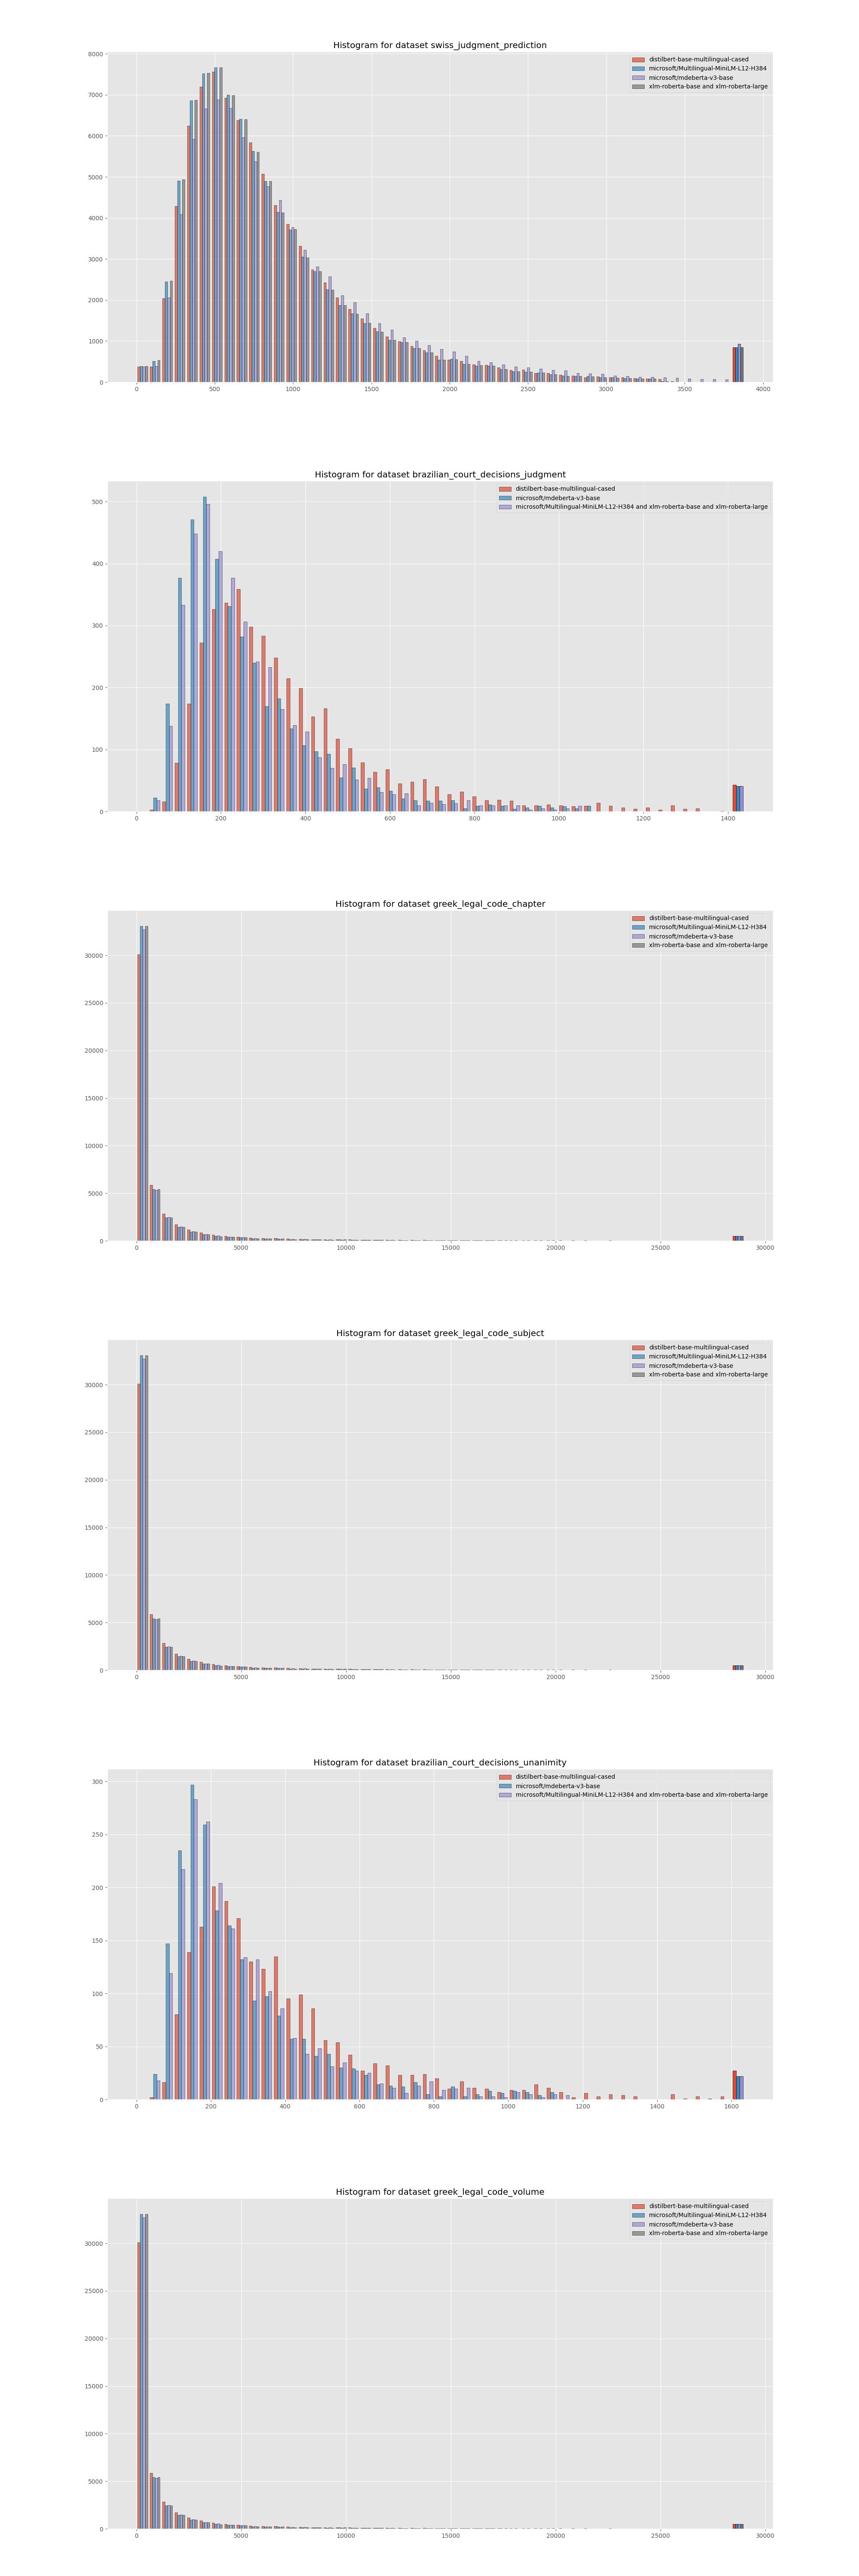 Histogram for dataset swiss_judgment_prediction
distilbert-base-multilingual-cased
microsoft/Multilingual-MiniLM-L12-H384
microsoft/mdeberta-v3-base
xlm-roberta-base and xlm-roberta-large
8000
7000
6000
5000
4000
3000
2000
1000
0
0 500 1000 1500 2000 2500 3000 3500 4000
Histogram for dataset brazilian_court_decisions_judgment
distilbert-base-multilingual-cased
microsoft/mdeberta-v3-base
microsoft/Multilingual-MiniLM-L12-H384 and xlm-roberta-base and xlm-roberta-large
500
400
300
200
100
0
0 200 400 600 800 1000 1200 1400
Histogram for dataset greek_legal_code_chapter
distilbert-base-multilingual-cased
microsoft/Multilingual-MiniLM-L12-H384
microsoft/mdeberta-v3-base
xlm-roberta-base and xlm-roberta-large
30000
25000
20000
15000
10000
5000
0
0 5000 10000 15000 20000 25000 30000
Histogram for dataset greek_legal_code_subject
distilbert-base-multilingual-cased
microsoft/Multilingual-MiniLM-L12-H384
microsoft/mdeberta-v3-base
xlm-roberta-base and xlm-roberta-large
30000
25000
20000
15000
10000
5000
0
0 5000 10000 15000 20000 25000 30000
Histogram for dataset brazilian_court_decisions_unanimity
distilbert-base-multilingual-cased
microsoft/mdeberta-v3-base
microsoft/Multilingual-MiniLM-L12-H384 and xlm-roberta-base and xlm-roberta-large
300
250
200
150
100
50
0
0 200 400 600 800 1000 1200 1400 1600
Histogram for dataset greek_legal_code_volume
distilbert-base-multilingual-cased
microsoft/Multilingual-MiniLM-L12-H384
microsoft/mdeberta-v3-base
xlm-roberta-base and xlm-roberta-large
30000
25000
20000
15000
10000
5000
0
0 5000 10000 15000 20000 25000 30000